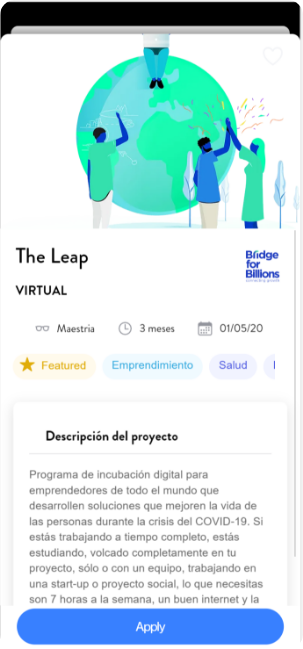 The Leap
Bridge
for
Billions
VIRTUAL
Maestria
3 meses
01/05/20
Featured
Emprendimiento
Salud
Descripción del proyecto
Programa de incubación digital para
emprendedores de todo el mundo que
desarrollen soluciones que mejoren la vida de
las personas durante la crisis del COVID-19. Si
estás trabajando a tiempo completo, estás
estudiando, volcado completamente en tu
proyecto, sólo o con un equipo, trabajando en
una start-up o proyecto social, lo que necesitas
son 7 horas a la semana, un buen internet y la
Apply